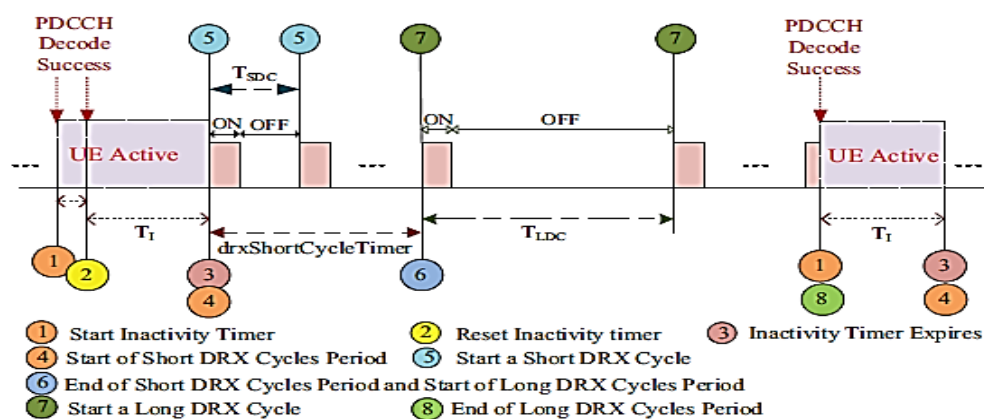 PDCCH
Decode
Success
5
5
7
7
PDCCH
Decode
Success
T_SDC
ON
OFF
ON
OFF
UE Active
UE Active
T_I
drxShortCycleTimer
T_LDC
T_I
1
2
3
4
6
1
8
3
4
1 Start Inactivity Timer
2 Reset Inactivity timer
3 Inactivity Timer Expires
4 Start of Short DRX Cycles Period
5 Start a Short DRX Cycle
6 End of Short DRX Cycles Period and Start of Long DRX Cycles Period
7 Start a Long DRX Cycle
8 End of Long DRX Cycles Period